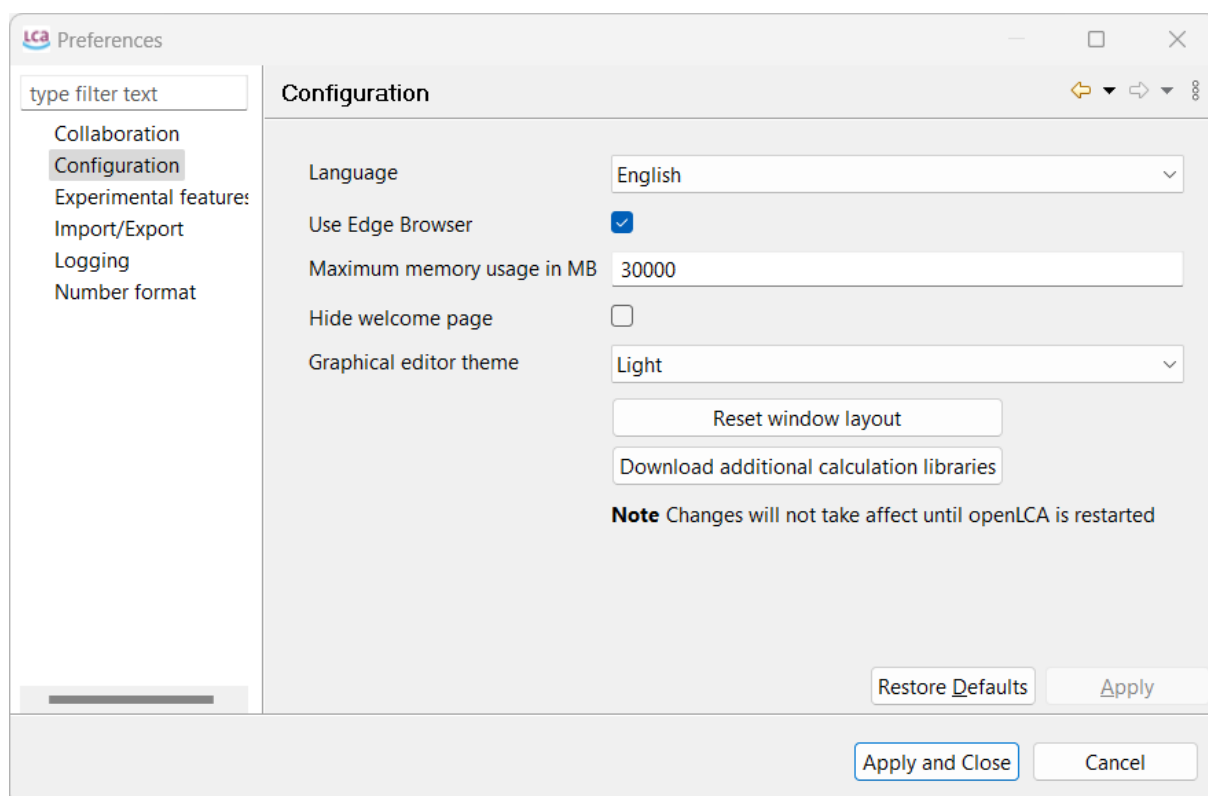 LCa Preferences
type filter text
Configuration
Collaboration
Configuration
Experimental features
Import/Export
Logging
Number format
Language
English
Use Edge Browser
Maximum memory usage in MB
30000
Hide welcome page
Graphical editor theme
Light
Reset window layout
Download additional calculation libraries
Note Changes will not take affect until openLCA is restarted
Restore Defaults
Apply
Apply and Close
Cancel